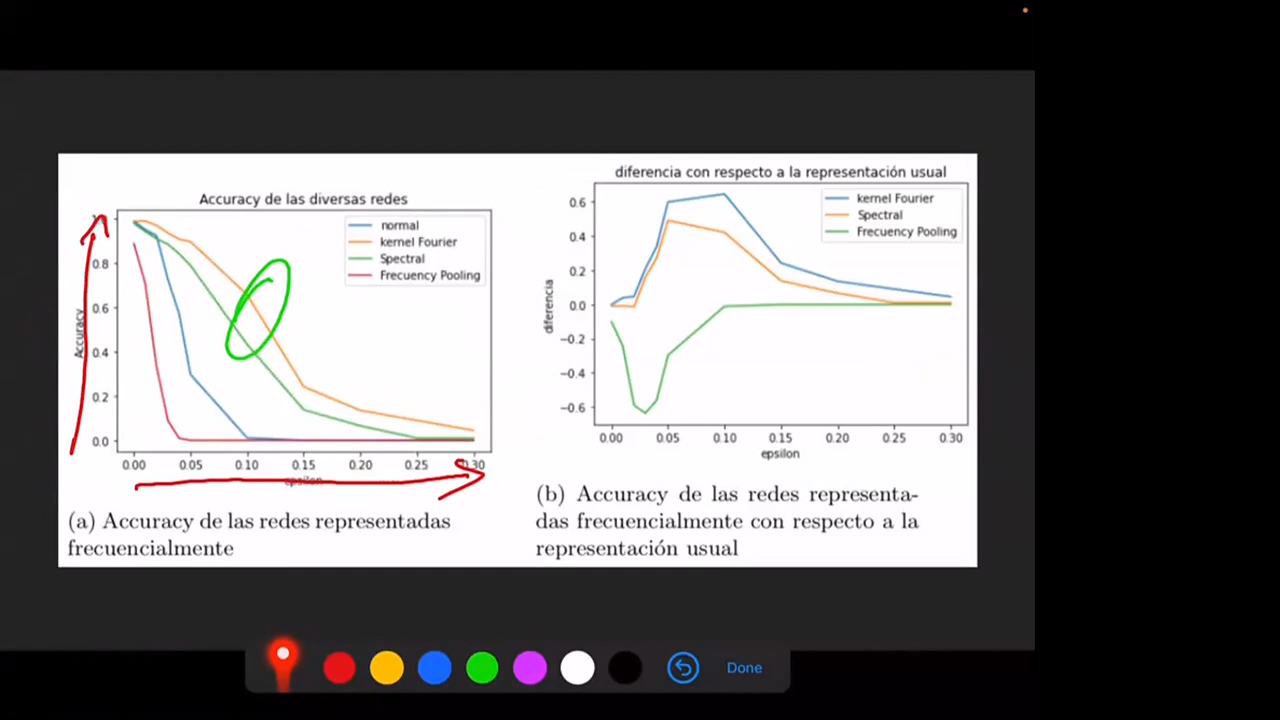 Accuracy de las diversas redes
normal
kernel Fourier
Spectral
Frecuency Pooling
0.8
0.6
0.4
0.2
0.0
Accuracy
0.00 0.05 0.10 0.15 0.20 0.25 0.30
epsilon
(a) Accuracy de las redes representadas
frecuencialmente
diferencia con respecto a la representación usual
kernel Fourier
Spectral
Frecuency Pooling
0.6
0.4
0.2
0.0
−0.2
−0.4
−0.6
diferencia
0.00 0.05 0.10 0.15 0.20 0.25 0.30
epsilon
(b) Accuracy de las redes representa-
das frecuencialmente con respecto a la
representación usual
Done